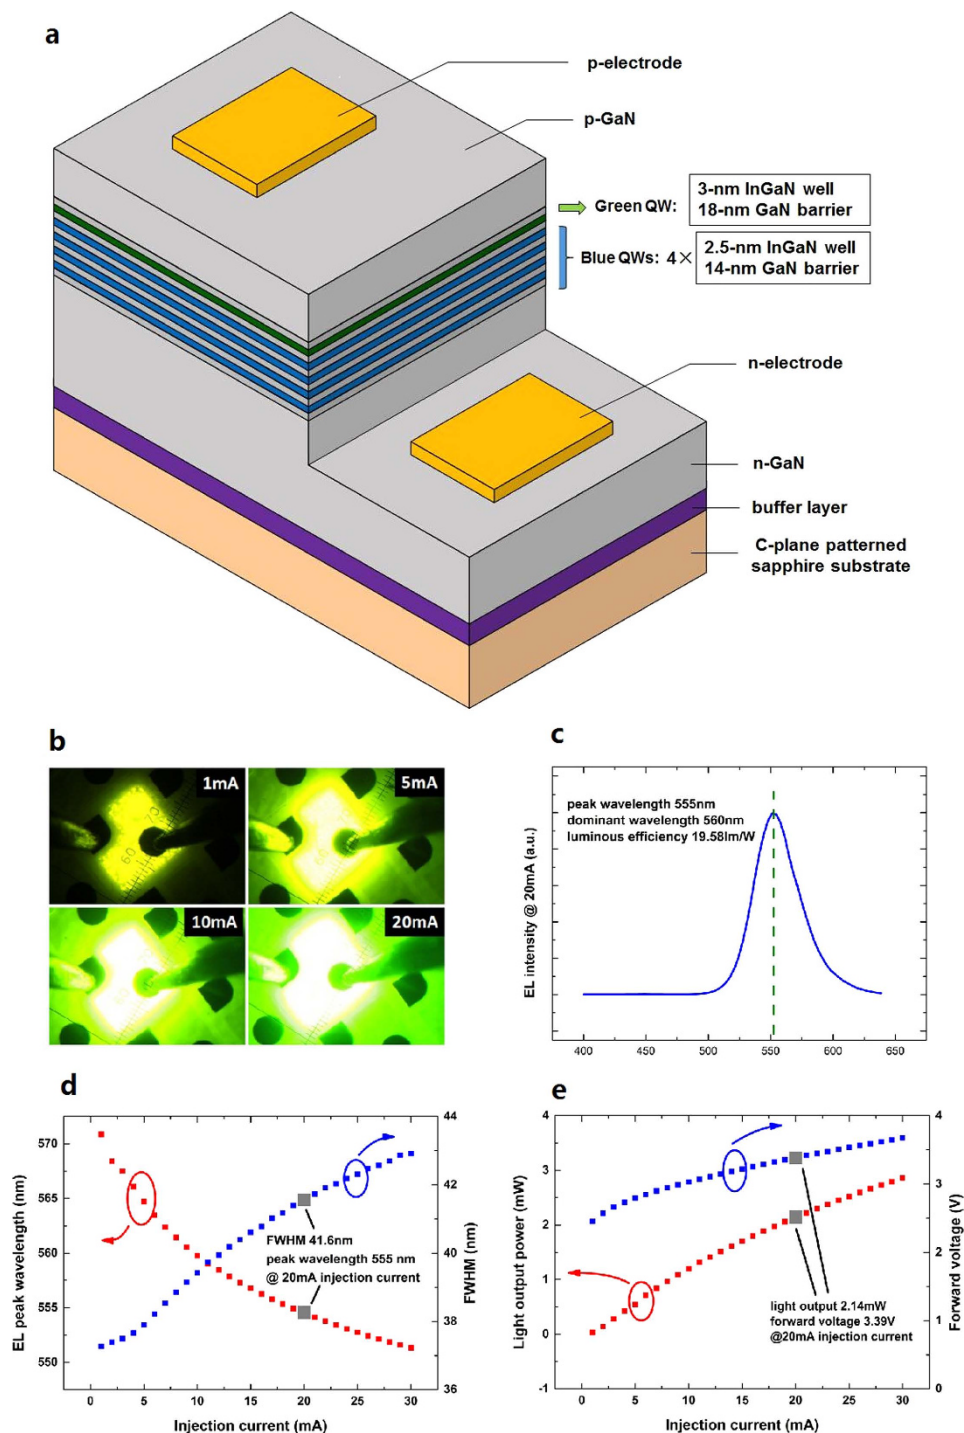 a
p-electrode
p-GaN
Green QW:
3-nm InGaN well
18-nm GaN barrier
Blue QWs: 4 ×
2.5-nm InGaN well
14-nm GaN barrier
n-electrode
n-GaN
buffer layer
C-plane patterned
sapphire substrate
b
1mA
5mA
10mA
20mA
c
peak wavelength 555nm
dominant wavelength 560nm
luminous efficiency 19.58lm/W
EL intensity @ 20mA (a.u.)
400 450 500 550 600 650
d
EL peak wavelength (nm)
570
565
560
555
550
44
42
40
38
36
FWHM (nm)
FWHM 41.6nm
peak wavelength 555 nm
@ 20mA injection current
0 5 10 15 20 25 30
Injection current (mA)
e
Light output power (mW)
4
3
2
1
0
-1
4
3
2
1
0
Forward voltage (V)
light output 2.14mW
forward voltage 3.39V
@20mA injection current
0 5 10 15 20 25 30
Injection current (mA)